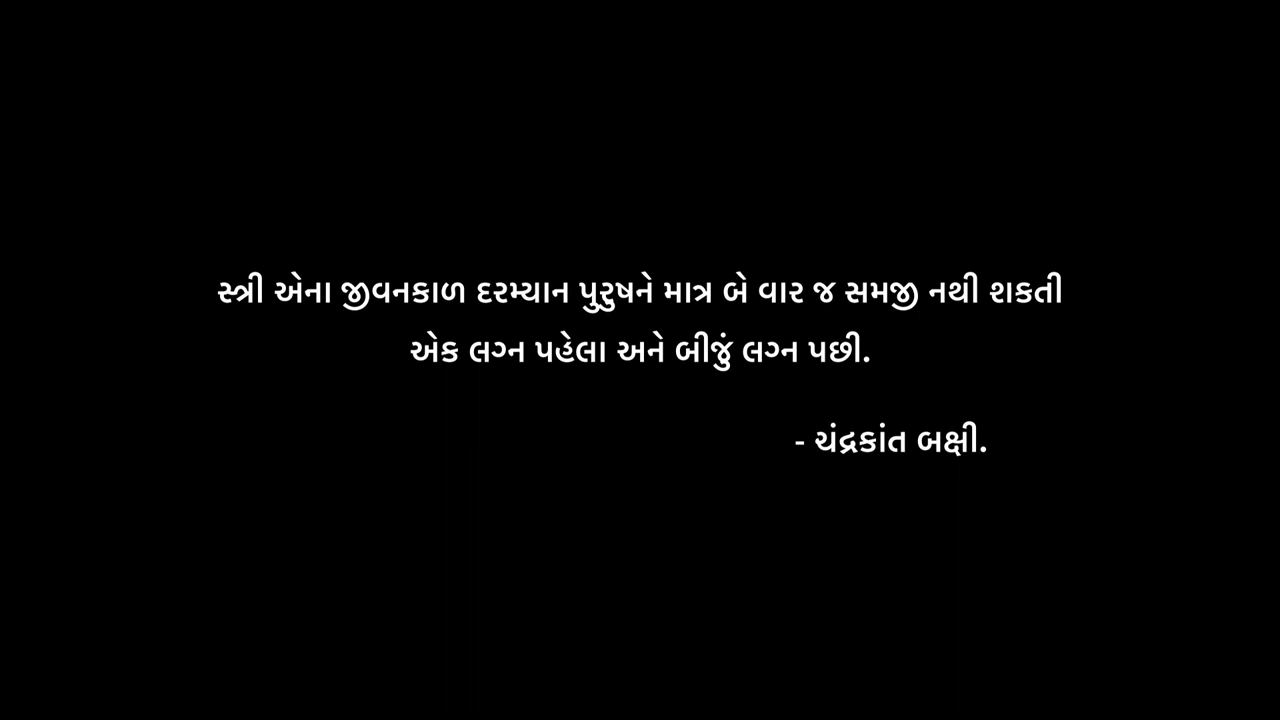 સ્ત્રી એના જીવનકાળ દરમ્યાન પુરુષને માત્ર બે વાર જ સમજી નથી શકતી
એક લગ્ન પહેલા અને બીજું લગ્ન પછી.
- ચંદ્રકાંત બક્ષી.